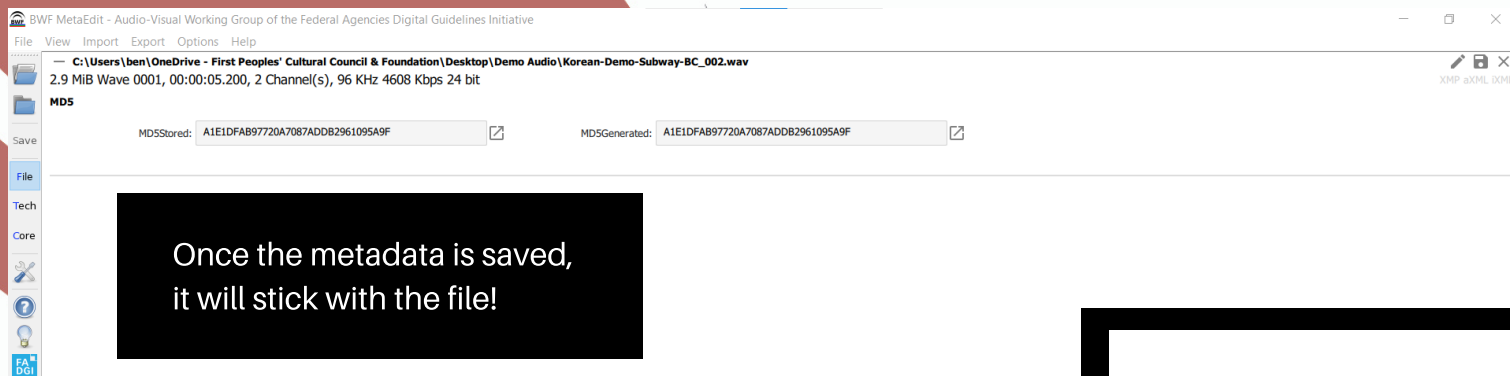 BWF MetaEdit - Audio-Visual Working Group of the Federal Agencies Digital Guidelines Initiative
File View Import Export Options Help
— C:\Users\ben\OneDrive - First Peoples' Cultural Council & Foundation\Desktop\Demo Audio\Korean-Demo-Subway-BC_002.wav
2.9 MiB Wave 0001, 00:00:05.200, 2 Channel(s), 96 KHz 4608 Kbps 24 bit
XMP aXML iXML
MD5
MD5Stored: A1E1DFAB97720A7087ADDB2961095A9F MD5Generated: A1E1DFAB97720A7087ADDB2961095A9F
Save
File
Tech
Core
Once the metadata is saved,
it will stick with the file!
FA
DGI